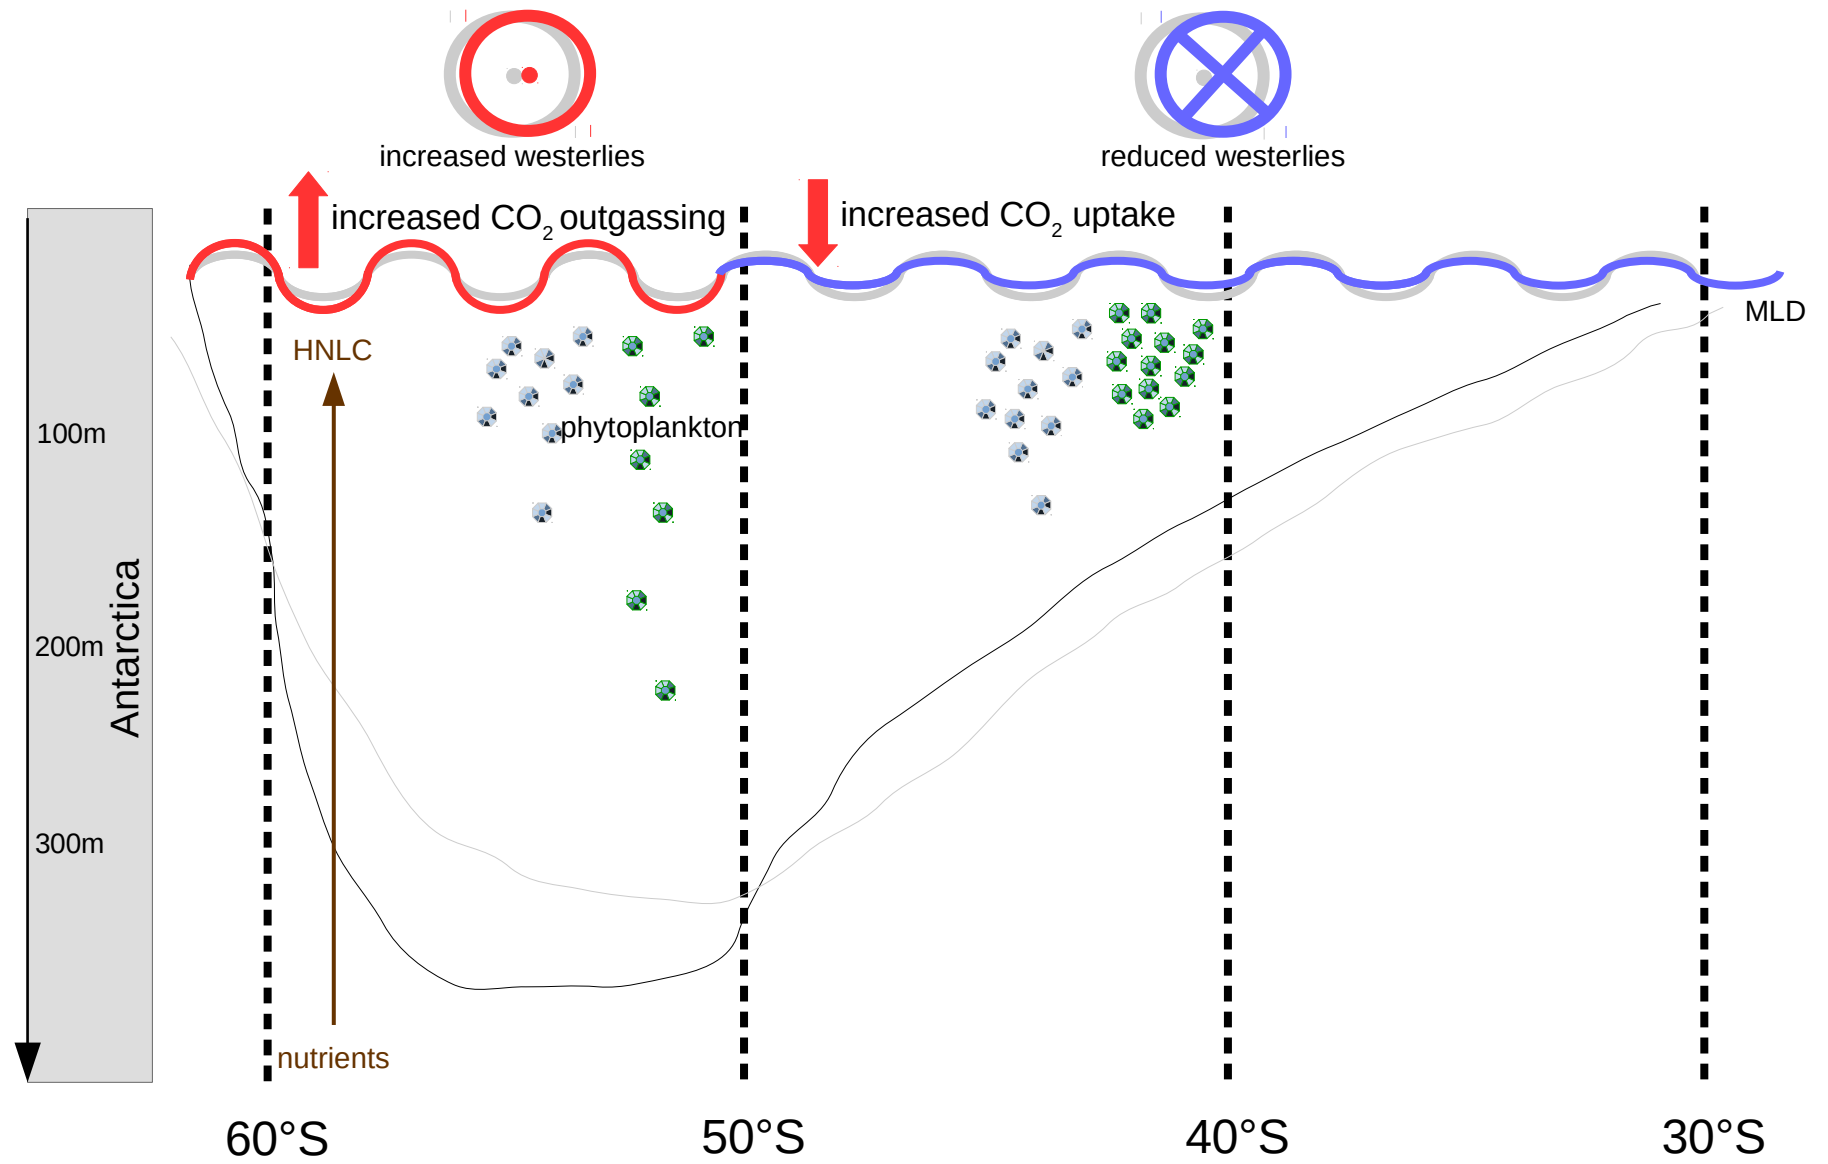 increased westerlies
reduced westerlies
increased CO2 outgassing
increased CO2 uptake
MLD
HNLC
phytoplankton
100m
200m
300m
Antarctica
nutrients
60°S
50°S
40°S
30°S